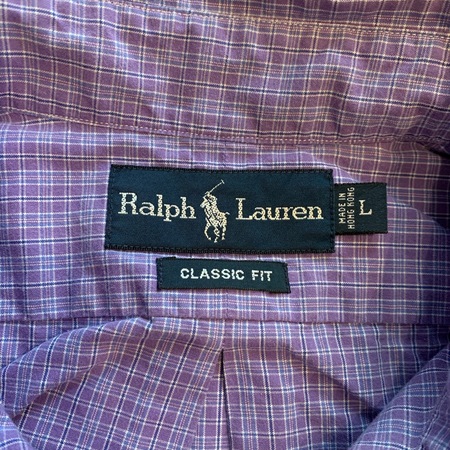 Ralph Lauren
MADE IN
HONG KONG
L
CLASSIC FIT